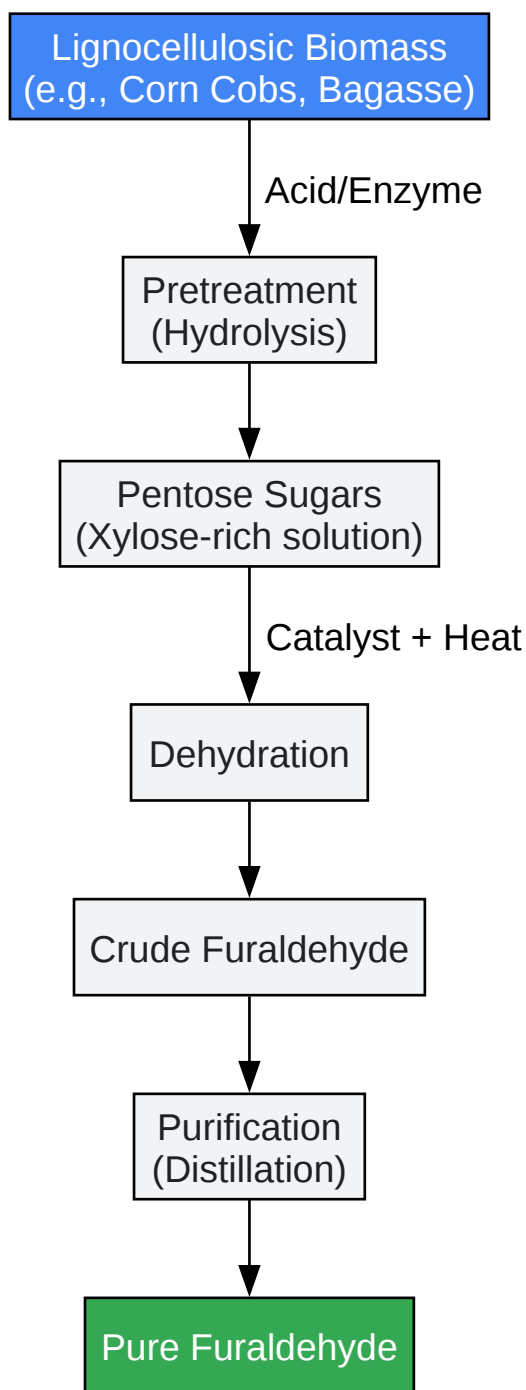 Lignocellulosic Biomass
(e.g., Corn Cobs, Bagasse)
Acid/Enzyme
Pretreatment
(Hydrolysis)
Pentose Sugars
(Xylose-rich solution)
Catalyst + Heat
Dehydration
Crude Furaldehyde
Purification
(Distillation)
Pure Furaldehyde